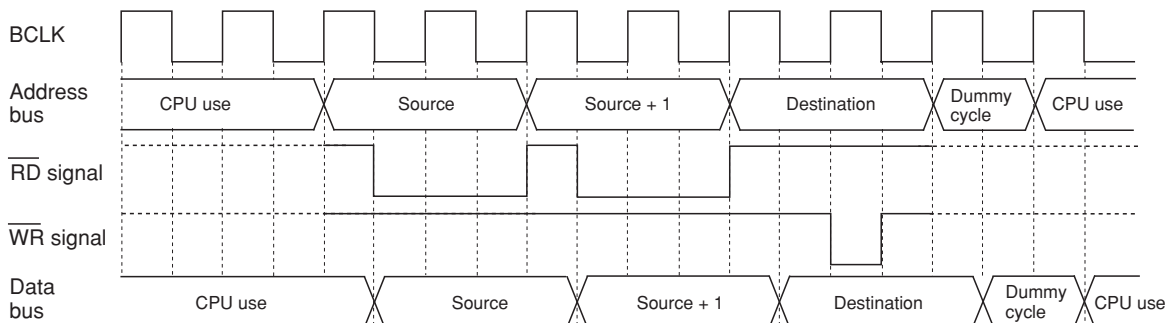 BCLK
Address
bus
CPU use
Source
Source + 1
Destination
Dummy
cycle
CPU use
RD signal
WR signal
Data
bus
CPU use
Source
Source + 1
Destination
Dummy
cycle
CPU use